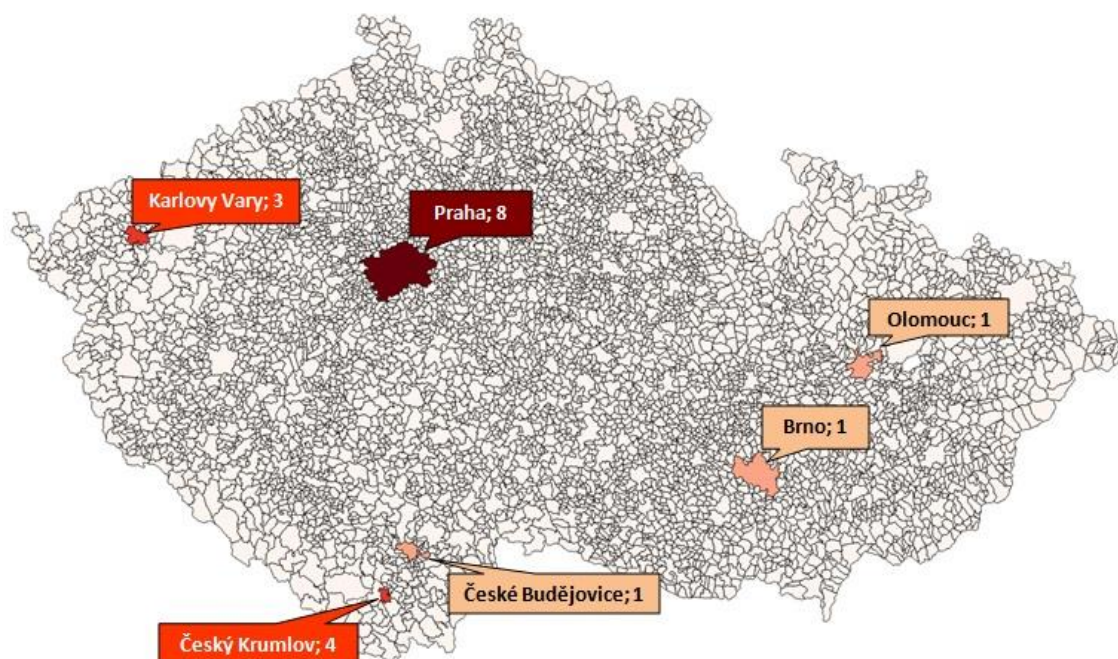 Karlovy Vary; 3
Praha; 8
Olomouc; 1
Brno; 1
České Budějovice; 1
Český Krumlov; 4